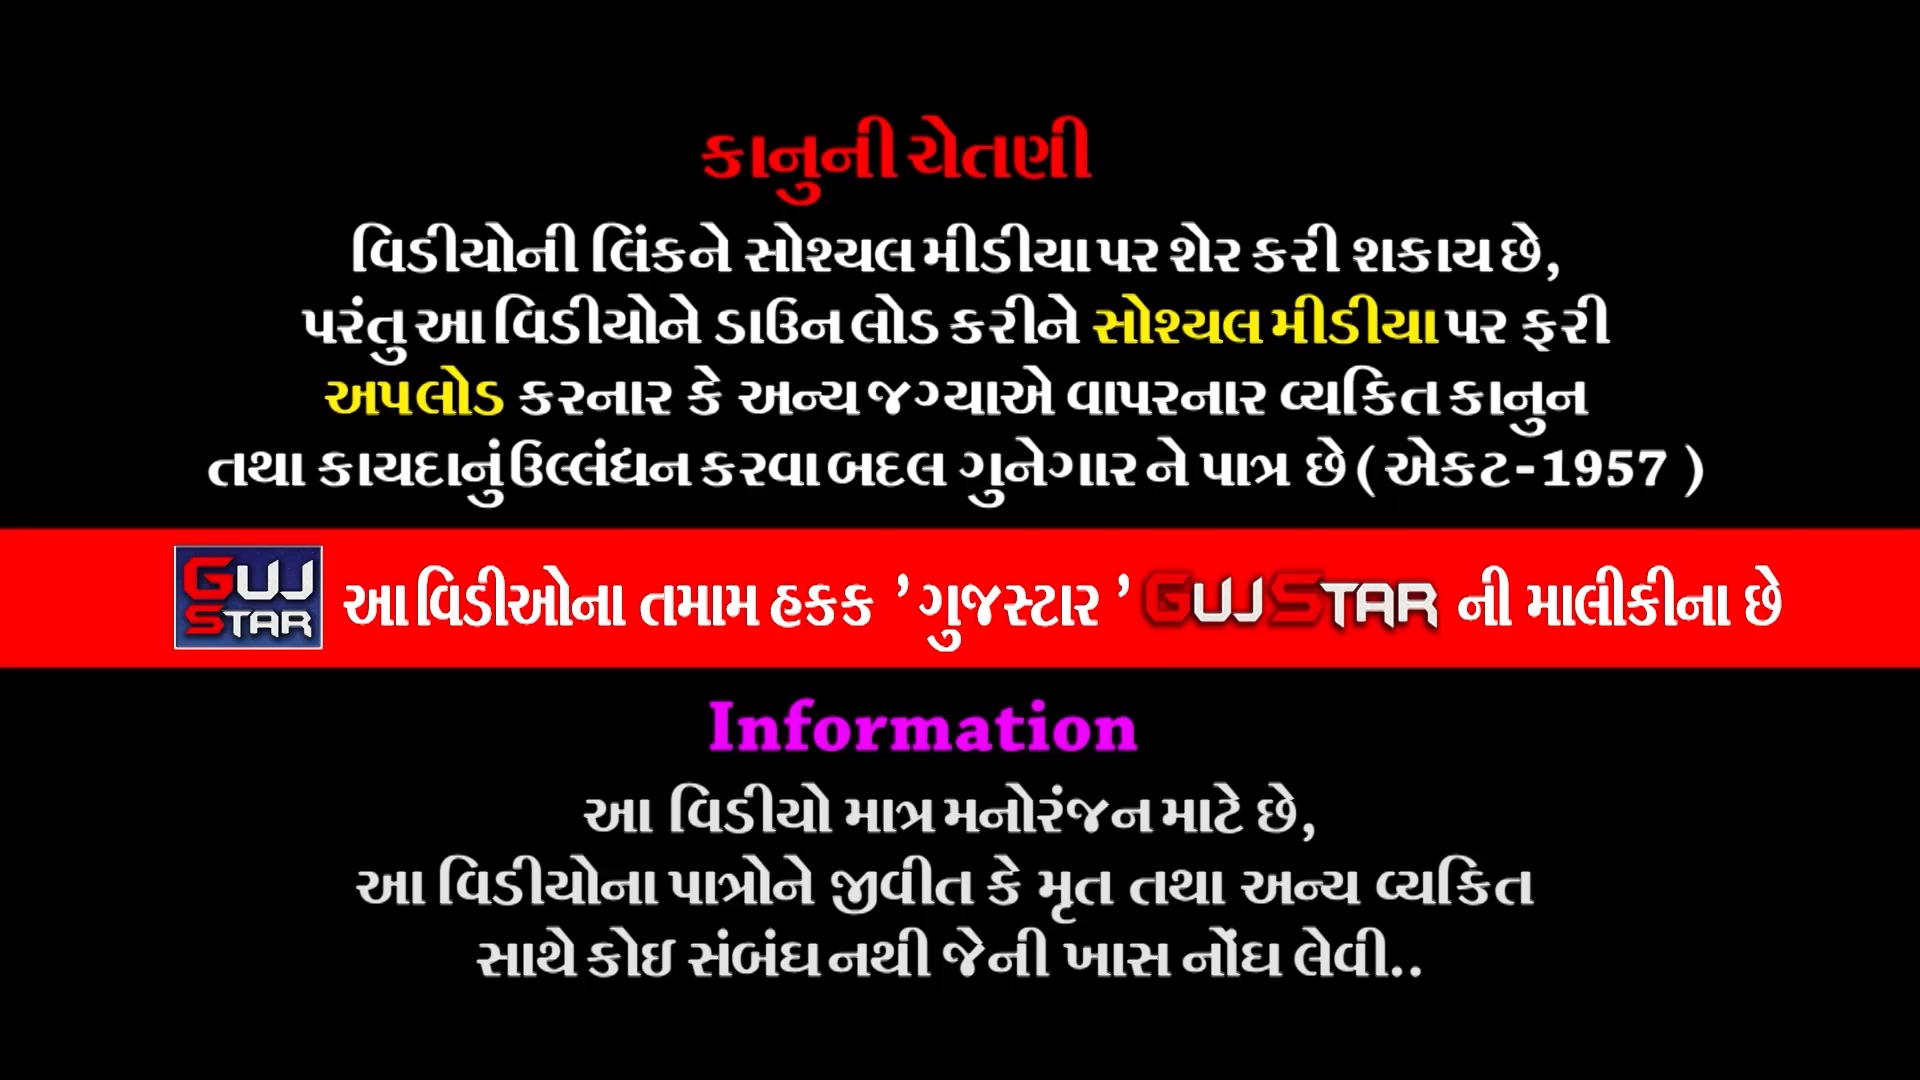 કાનુની ચેતણી
વિડીયોની લિંકને સોશ્યલ મીડીયા પર શેર કરી શકાય છે,
પરંતુ આ વિડીયોને ડાઉનલોડ કરીને સોશ્યલ મીડીયા પર ફરી
અપલોડ કરનાર કે અન્ય જગ્યાએ વાપરનાર વ્યકિત કાનુન
તથા કાયદાનું ઉલ્લંઘન કરવા બદલ ગુનેગાર ને પાત્ર છે ( એકટ-1957 )
GUJ STAR આ વિડીઓના તમામ હકક ’ ગુજસ્ટાર ’ GUJSTAR ની માલીકીના છે
Information
આ વિડીયો માત્ર મનોરંજન માટે છે,
આ વિડીયોના પાત્રોને જીવીત કે મૃત તથા અન્ય વ્યકિત
સાથે કોઇ સંબંઘ નથી જેની ખાસ નોંઘ લેવી..